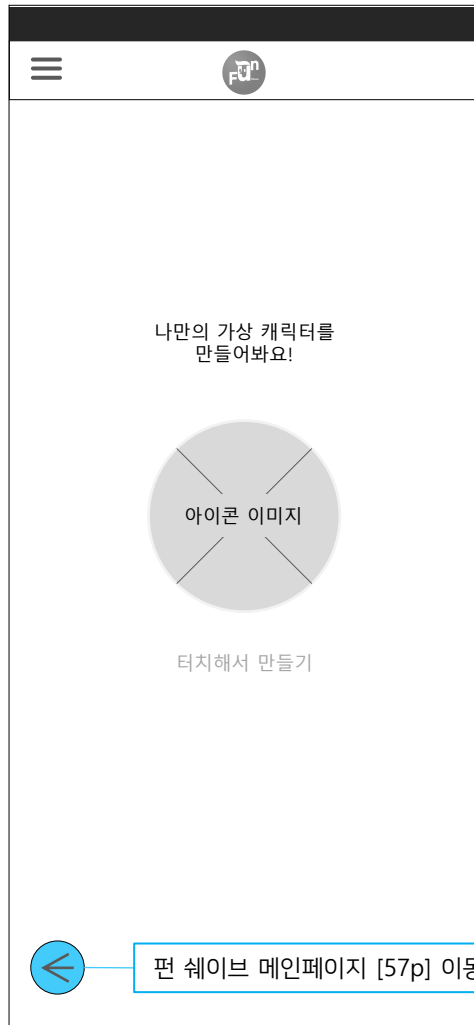 Fun
나만의 가상 캐릭터를
만들어봐요!
아이콘 이미지
터치해서 만들기
펀 쉐이브 메인페이지 [57p] 이동